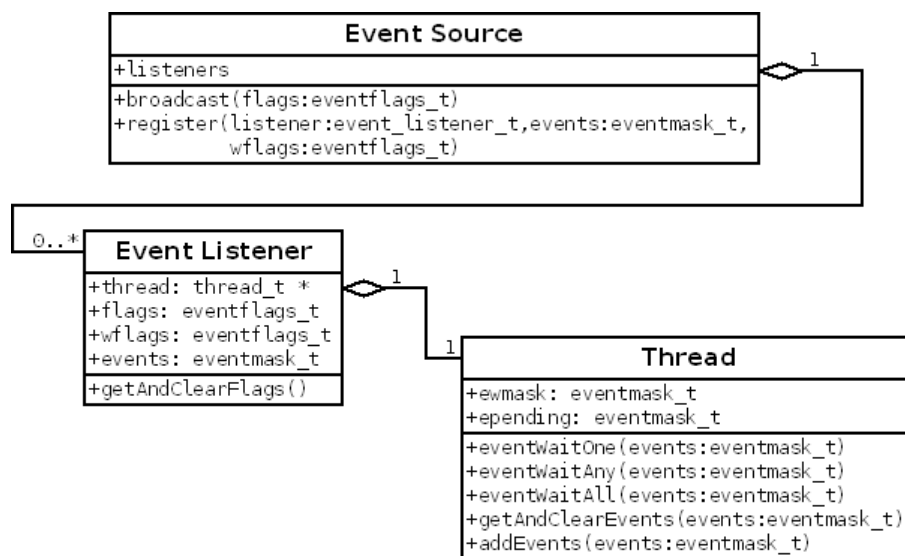 Event Source
+listeners
1
+broadcast(flags:eventflags_t)
+register(listener:event_listener_t,events:eventmask_t,
wflags:eventflags_t)
0..*
Event Listener
+thread: thread_t *
1
+flags: eventflags_t
+wflags: eventflags_t
+events: eventmask_t
1
+getAndClearFlags()
Thread
+ewmask: eventmask_t
+epending: eventmask_t
+eventWaitOne(events:eventmask_t)
+eventWaitAny(events:eventmask_t)
+eventWaitAll(events:eventmask_t)
+getAndClearEvents(events:eventmask_t)
+addEvents(events:eventmask_t)